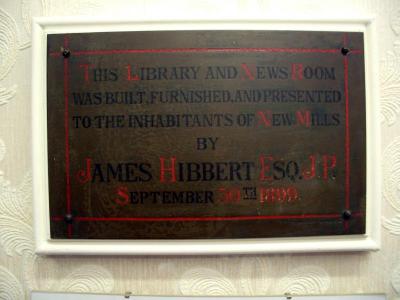 THIS LIBRARY AND NEWS-ROOM
WAS BUILT, FURNISHED, AND PRESENTED
TO THE INHABITANTS OF NEW-MILLS
BY
JAMES HIBBERT ESQ. J.P.
SEPTEMBER 30TH 1899.